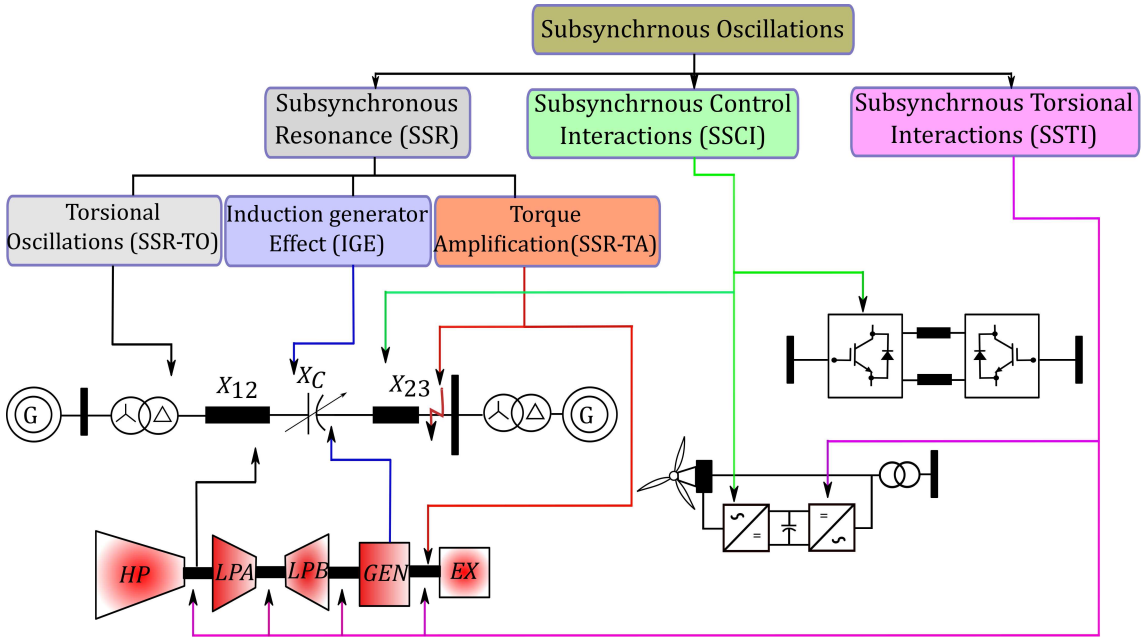 Subsynchrnous Oscillations
Subsynchronous
Resonance (SSR)
Subsynchrnous Control
Interactions (SSCI)
Subsynchrnous Torsional
Interactions (SSTI)
Torsional
Oscillations (SSR-TO)
Induction generator
Effect (IGE)
Torque
Amplification(SSR-TA)
X12
XC
X23
G
G
HP
LPA
LPB
GEN
EX